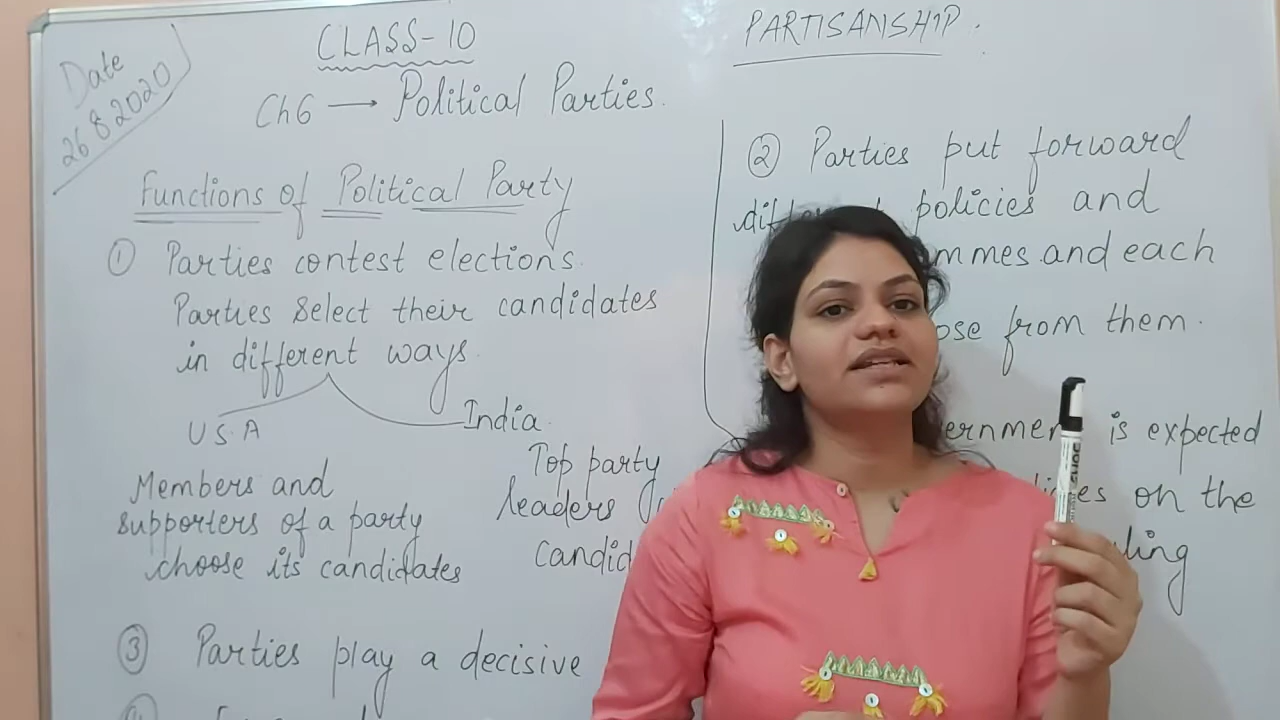 Date
26 8 2020
CLASS-10
Ch6 → Political Parties.
Functions of Political Party
① Parties contest elections.
Parties select their candidates
in different ways.
USA
India
Members and
supporters of a party
choose its candidates
Top party
leaders
candid
③ Parties play a decisive
PARTISANSHIP.
② Parties put forward
policies and
mmes and each
ose from them.
ernmen is expected
on the